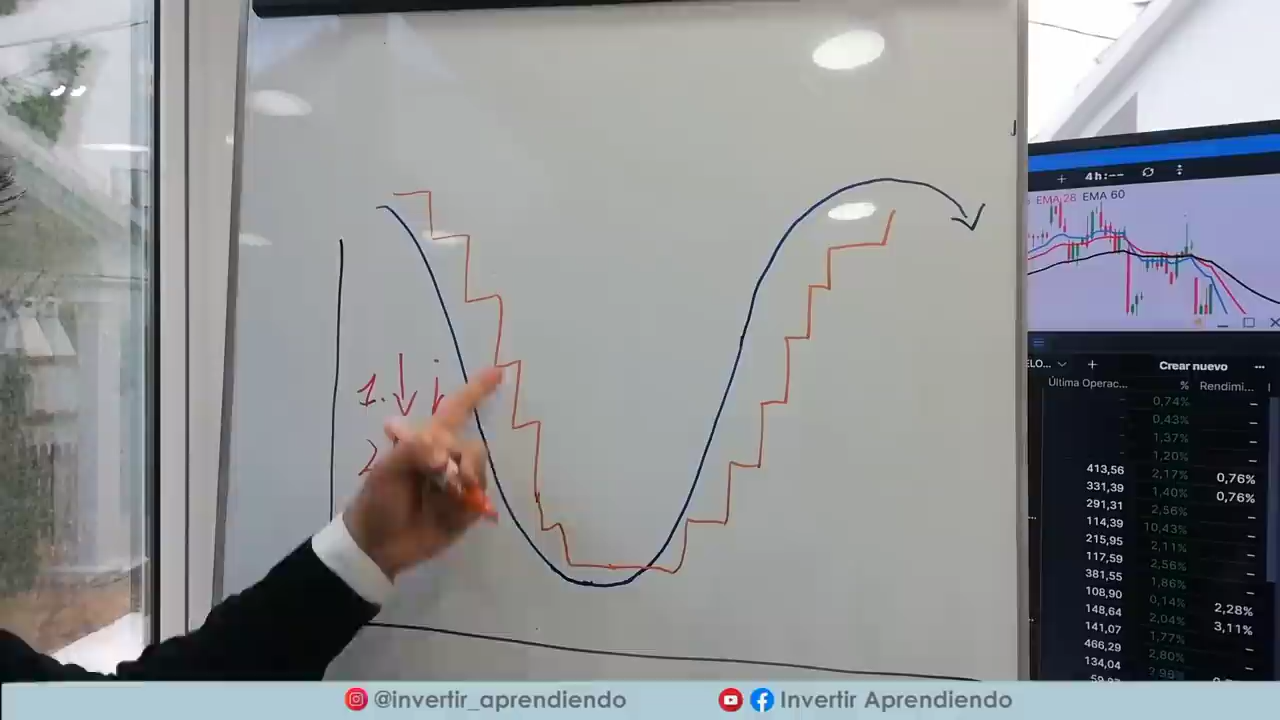 4h:--
EMA 28 EMA 60
1. ↓ i
2
ELO...
Crear nuevo
Última Operac... % Rendimi...
0,74% –
0,43% –
1,37% –
1,20% –
413,56 2,17% 0,76%
331,39 1,40% 0,76%
291,31 2,56% –
114,39 10,43% –
215,95 2,11% –
117,59 2,56% –
381,55 1,86% –
108,90 0,14% 2,28%
148,64 2,04% 3,11%
141,07 1,77% –
466,29 2,80% –
134,04
@invertir_aprendiendo
Invertir Aprendiendo